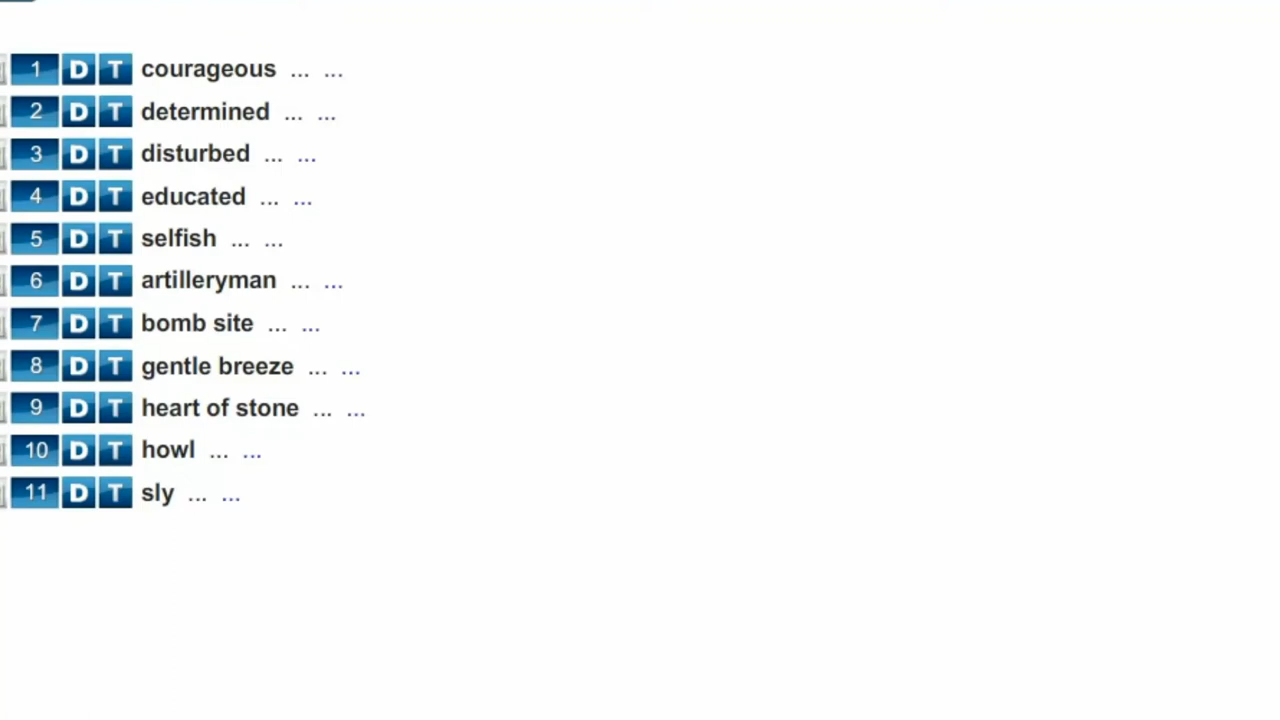 1 D T courageous ... ...
2 D T determined ... ...
3 D T disturbed ... ...
4 D T educated ... ...
5 D T selfish ... ...
6 D T artilleryman ... ...
7 D T bomb site ... ...
8 D T gentle breeze ... ...
9 D T heart of stone ... ...
10 D T howl ... ...
11 D T sly ... ...